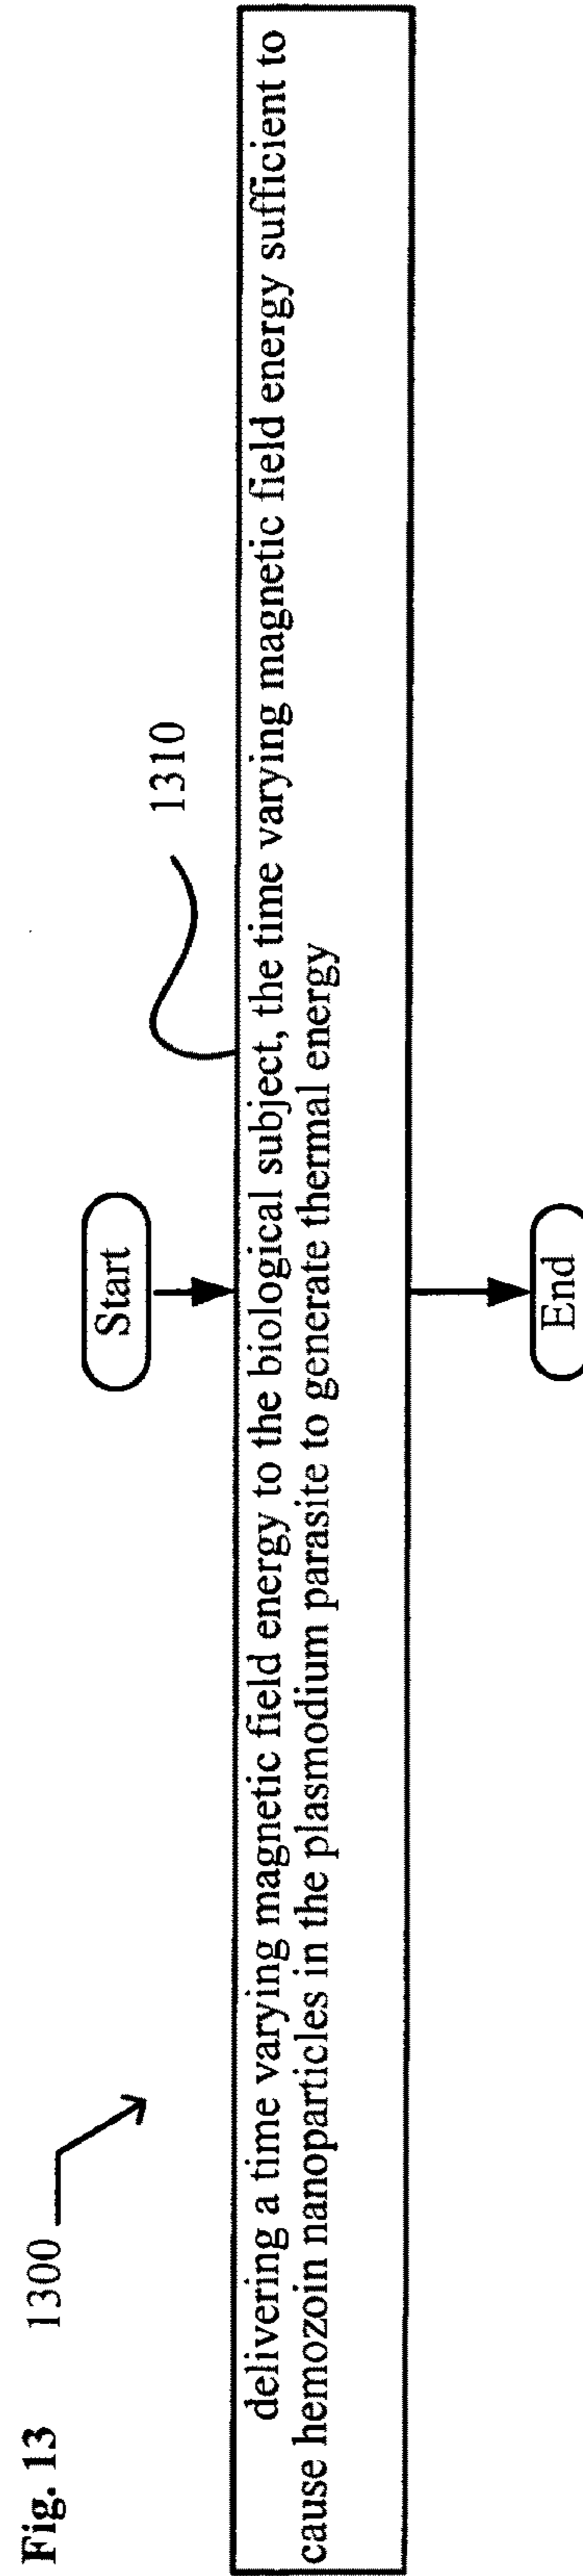 Fig. 13
1300
Start
1310
delivering a time varying magnetic field energy to the biological subject, the time varying magnetic field energy sufficient to
cause hemozoin nanoparticles in the plasmodium parasite to generate thermal energy
End